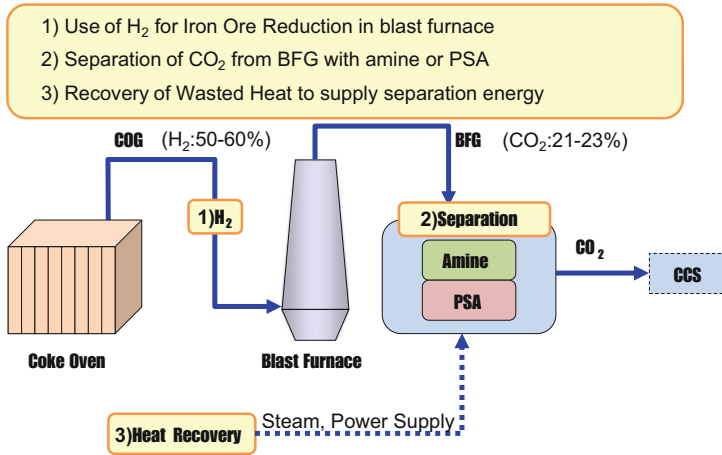 1) Use of H₂ for Iron Ore Reduction in blast furnace
2) Separation of CO₂ from BFG with amine or PSA
3) Recovery of Wasted Heat to supply separation energy
COG (H₂:50-60%)
BFG (CO₂:21-23%)
1)H₂
2)Separation
Amine
PSA
CO₂
CCS
Coke Oven
Blast Furnace
3)Heat Recovery
Steam, Power Supply